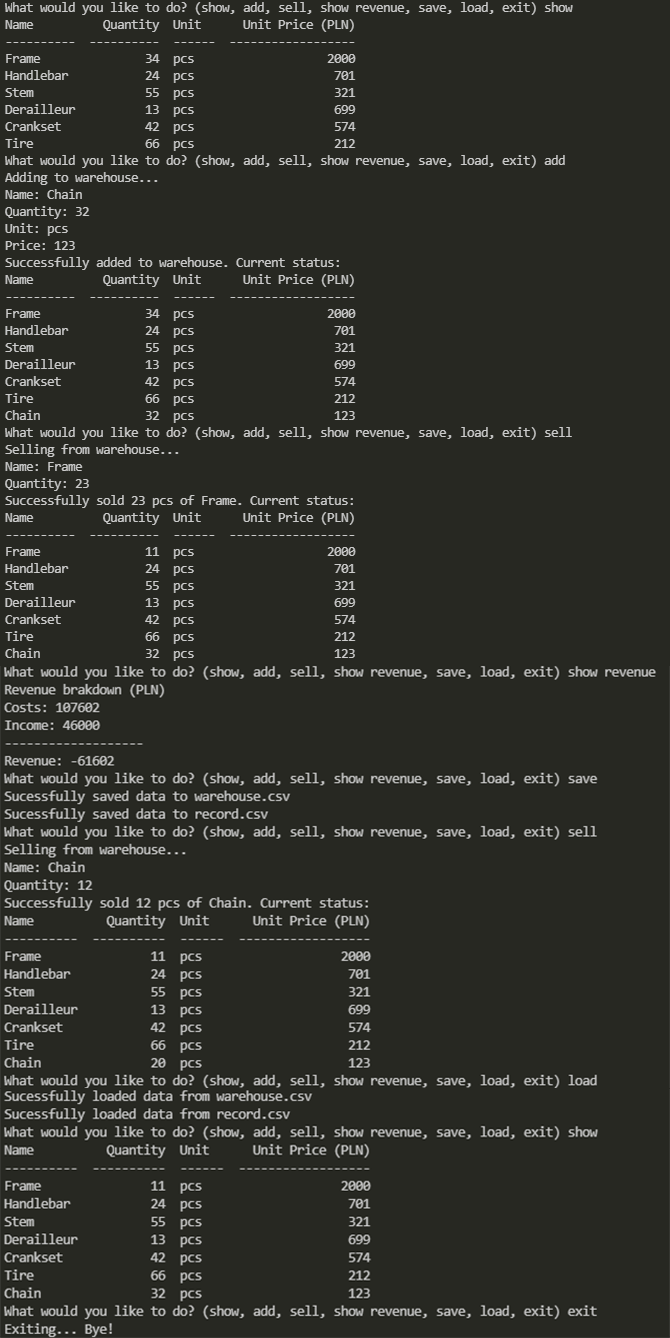 What would you like to do? (show, add, sell, show revenue, save, load, exit) show
Name          Quantity  Unit      Unit Price (PLN)
----------  ----------  ------  ------------------
Frame               34  pcs                   2000
Handlebar           24  pcs                    701
Stem                55  pcs                    321
Derailleur          13  pcs                    699
Crankset            42  pcs                    574
Tire                66  pcs                    212
What would you like to do? (show, add, sell, show revenue, save, load, exit) add
Adding to warehouse...
Name: Chain
Quantity: 32
Unit: pcs
Price: 123
Successfully added to warehouse. Current status:
Name          Quantity  Unit      Unit Price (PLN)
----------  ----------  ------  ------------------
Frame               34  pcs                   2000
Handlebar           24  pcs                    701
Stem                55  pcs                    321
Derailleur          13  pcs                    699
Crankset            42  pcs                    574
Tire                66  pcs                    212
Chain               32  pcs                    123
What would you like to do? (show, add, sell, show revenue, save, load, exit) sell
Selling from warehouse...
Name: Frame
Quantity: 23
Successfully sold 23 pcs of Frame. Current status:
Name          Quantity  Unit      Unit Price (PLN)
----------  ----------  ------  ------------------
Frame               11  pcs                   2000
Handlebar           24  pcs                    701
Stem                55  pcs                    321
Derailleur          13  pcs                    699
Crankset            42  pcs                    574
Tire                66  pcs                    212
Chain               32  pcs                    123
What would you like to do? (show, add, sell, show revenue, save, load, exit) show revenue
Revenue brakdown (PLN)
Costs: 107602
Income: 46000
-------------------
Revenue: -61602
What would you like to do? (show, add, sell, show revenue, save, load, exit) save
Sucessfully saved data to warehouse.csv
Sucessfully saved data to record.csv
What would you like to do? (show, add, sell, show revenue, save, load, exit) sell
Selling from warehouse...
Name: Chain
Quantity: 12
Successfully sold 12 pcs of Chain. Current status:
Name          Quantity  Unit      Unit Price (PLN)
----------  ----------  ------  ------------------
Frame               11  pcs                   2000
Handlebar           24  pcs                    701
Stem                55  pcs                    321
Derailleur          13  pcs                    699
Crankset            42  pcs                    574
Tire                66  pcs                    212
Chain               20  pcs                    123
What would you like to do? (show, add, sell, show revenue, save, load, exit) load
Sucessfully loaded data from warehouse.csv
Sucessfully loaded data from record.csv
What would you like to do? (show, add, sell, show revenue, save, load, exit) show
Name          Quantity  Unit      Unit Price (PLN)
----------  ----------  ------  ------------------
Frame               11  pcs                   2000
Handlebar           24  pcs                    701
Stem                55  pcs                    321
Derailleur          13  pcs                    699
Crankset            42  pcs                    574
Tire                66  pcs                    212
Chain               32  pcs                    123
What would you like to do? (show, add, sell, show revenue, save, load, exit) exit
Exiting... Bye!